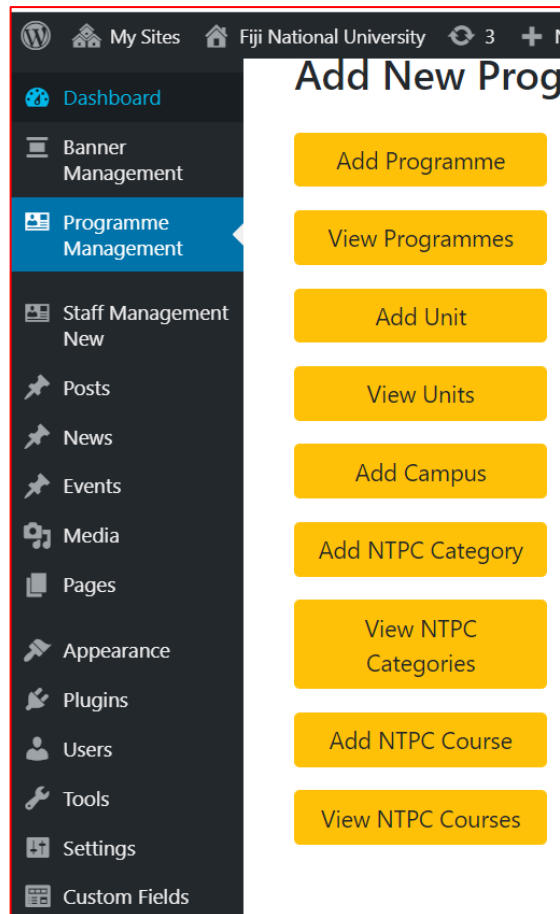 My Sites Fiji National University 3 + N
Dashboard
Banner
Management
Programme
Management
Staff Management
New
Posts
News
Events
Media
Pages
Appearance
Plugins
Users
Tools
Settings
Custom Fields
Add New Prog
Add Programme
View Programmes
Add Unit
View Units
Add Campus
Add NTPC Category
View NTPC
Categories
Add NTPC Course
View NTPC Courses